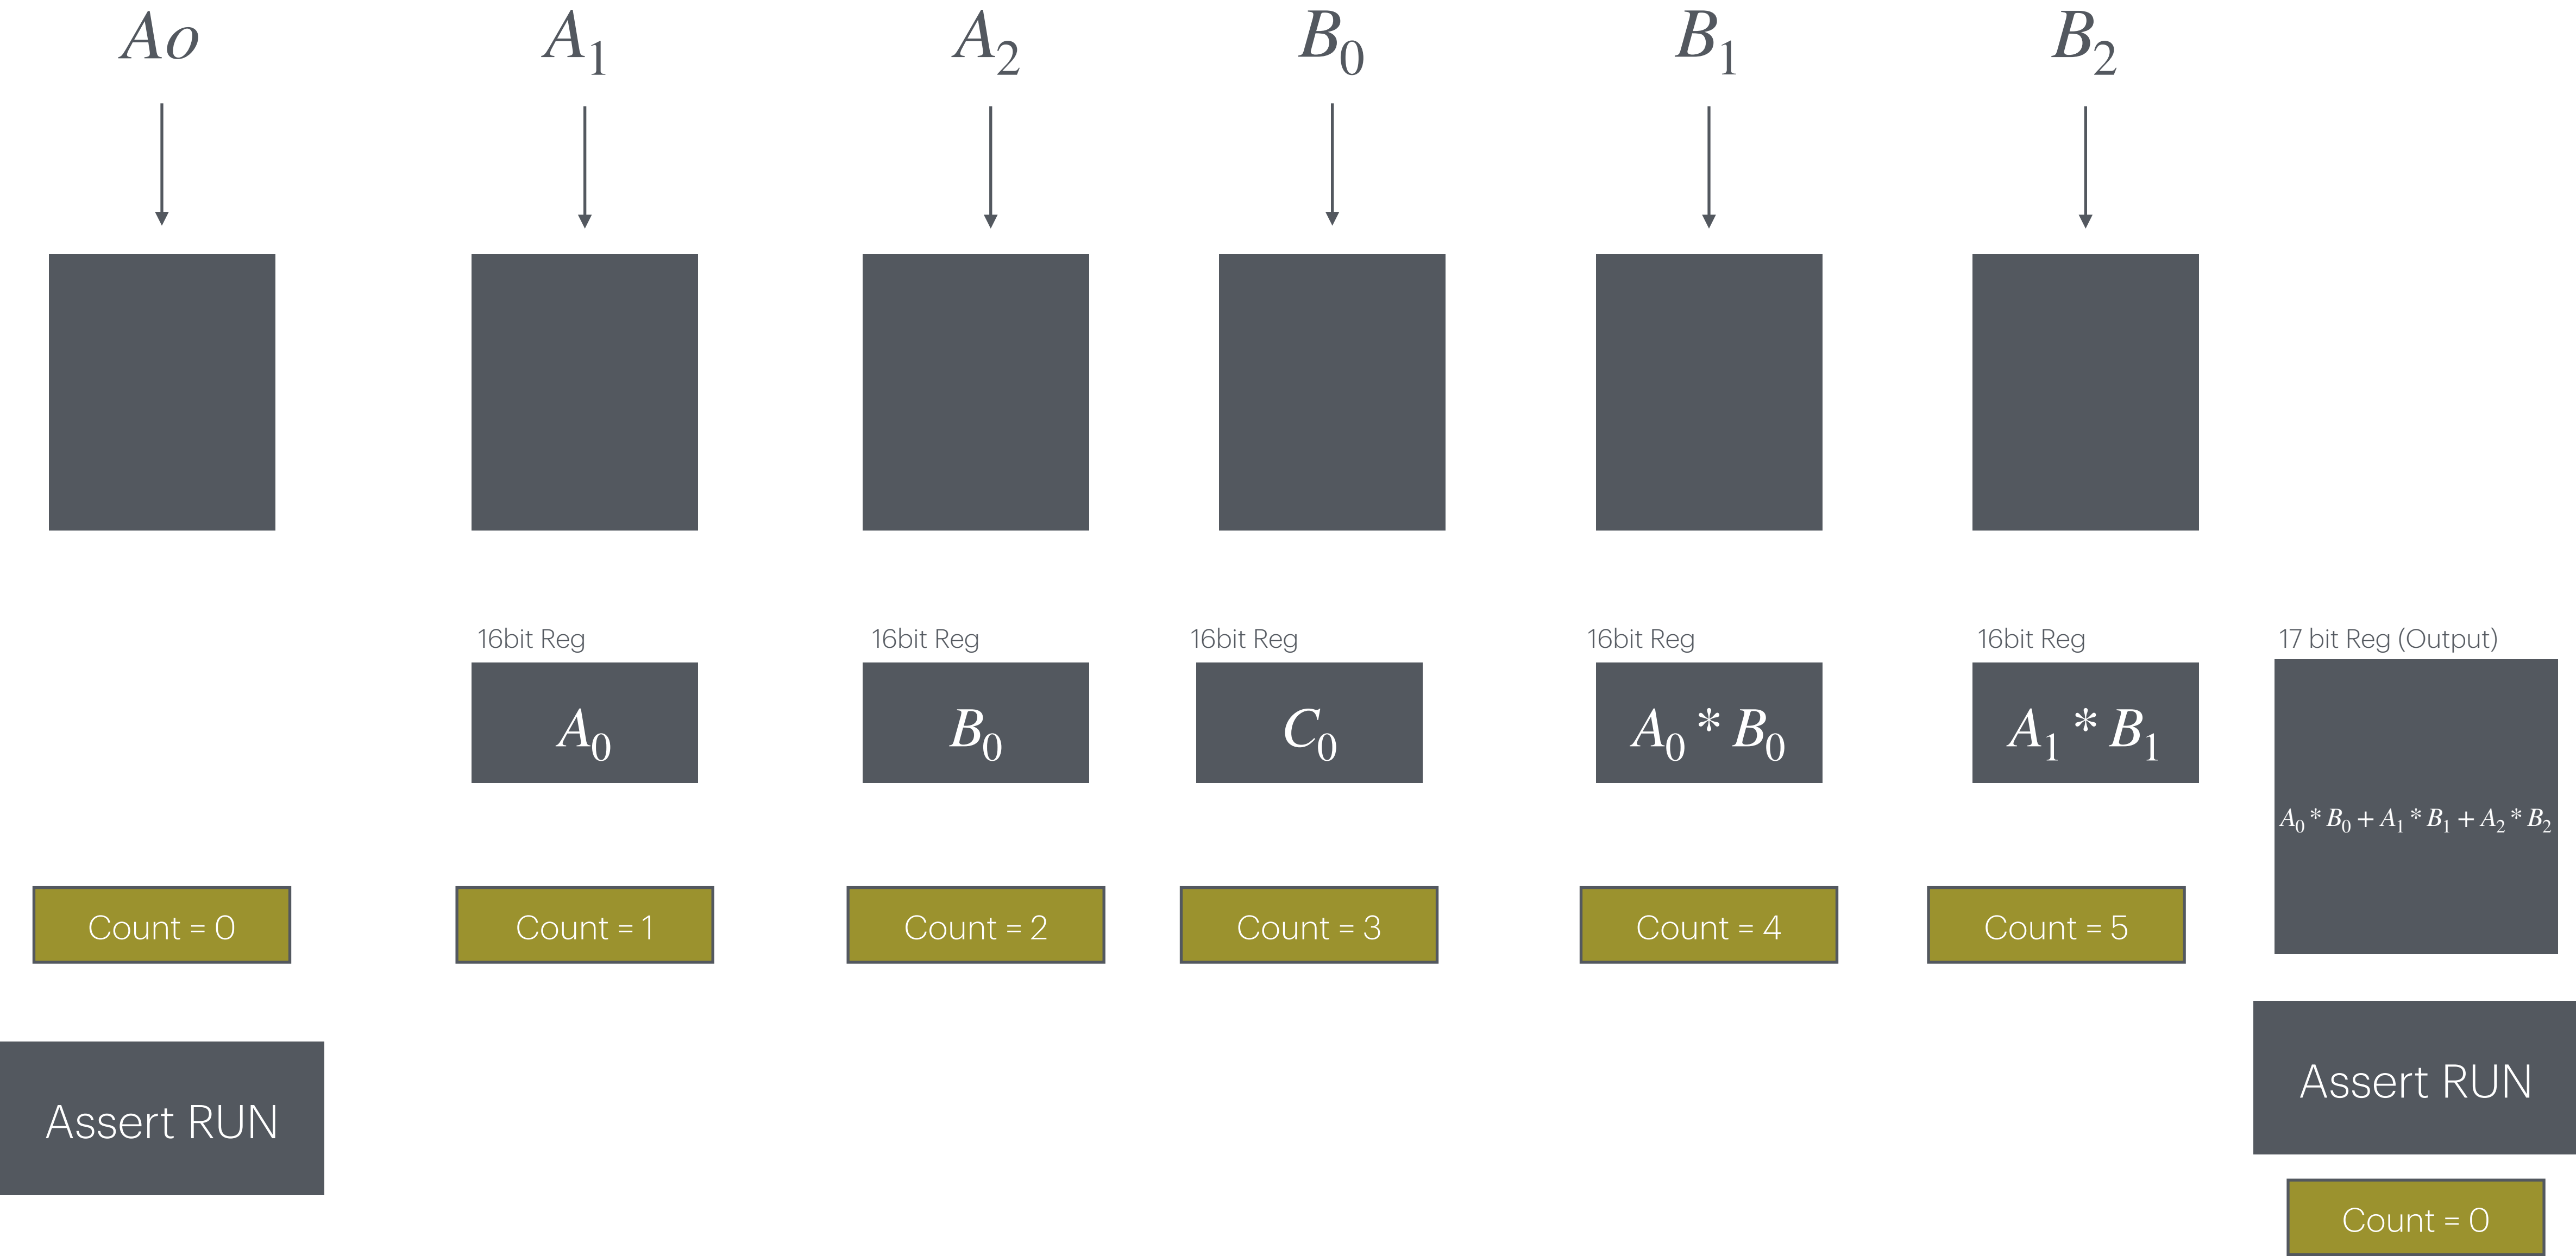 Ao
A₁
A₂
B₀
B₁
B₂
16bit Reg
16bit Reg
16bit Reg
16bit Reg
16bit Reg
17 bit Reg (Output)
A₀
B₀
C₀
A₀ * B₀
A₁ * B₁
A₀ * B₀ + A₁ * B₁ + A₂ * B₂
Count = 0
Count = 1
Count = 2
Count = 3
Count = 4
Count = 5
Assert RUN
Assert RUN
Count = 0